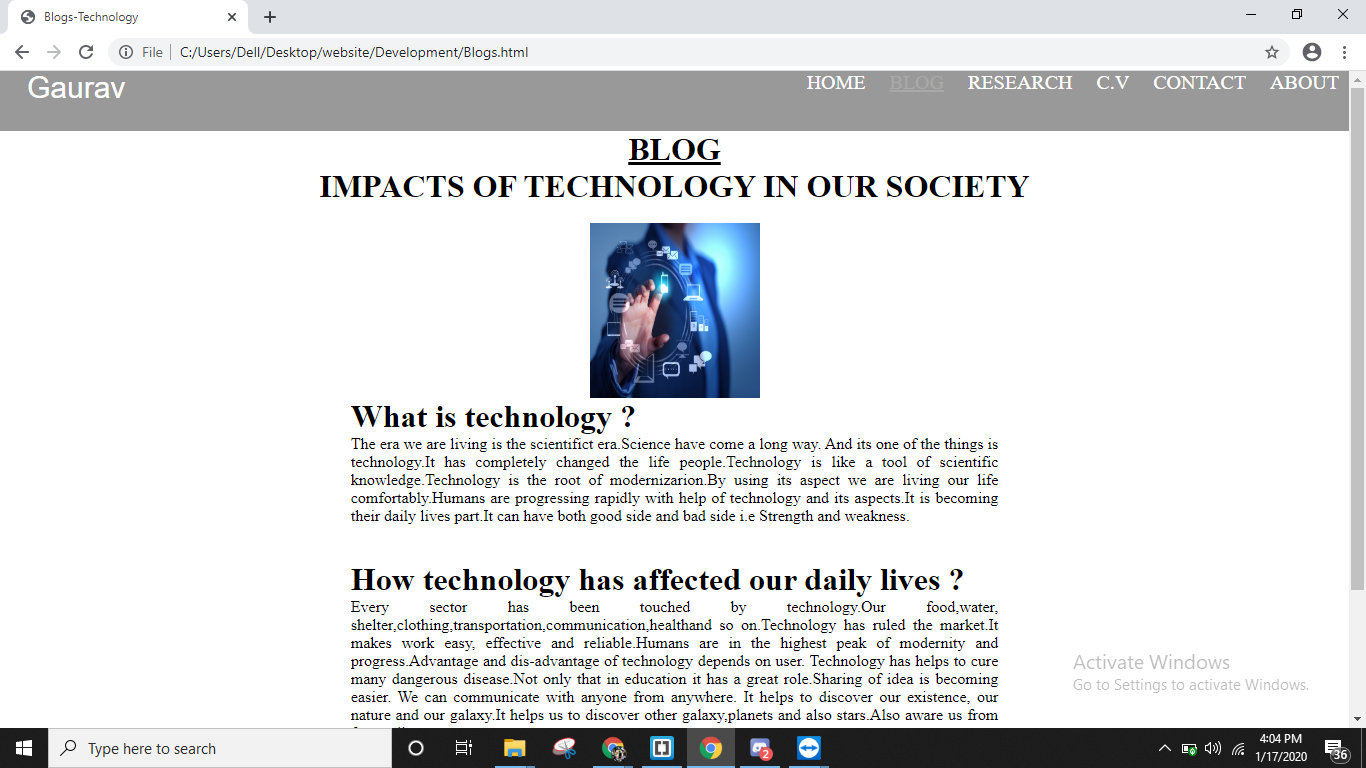 Blogs-Technology
File C:/Users/Dell/Desktop/website/Development/Blogs.html
Gaurav
HOME BLOG RESEARCH C.V CONTACT ABOUT
BLOG
IMPACTS OF TECHNOLOGY IN OUR SOCIETY
What is technology ?
The era we are living is the scientifict era.Science have come a long way. And its one of the things is
technology.It has completely changed the life people.Technology is like a tool of scientific
knowledge.Technology is the root of modernizarion.By using its aspect we are living our life
comfortably.Humans are progressing rapidly with help of technology and its aspects.It is becoming
their daily lives part.It can have both good side and bad side i.e Strength and weakness.
How technology has affected our daily lives ?
Every sector has been touched by technology.Our food,water,
shelter,clothing,transportation,communication,healthand so on.Technology has ruled the market.It
makes work easy, effective and reliable.Humans are in the highest peak of modernity and
progress.Advantage and dis-advantage of technology depends on user. Technology has helps to cure
many dangerous disease.Not only that in education it has a great role.Sharing of idea is becoming
easier. We can communicate with anyone from anywhere. It helps to discover our existence, our
nature and our galaxy.It helps us to discover other galaxy,planets and also stars.Also aware us from
Activate Windows
Go to Settings to activate Windows.
Type here to search
2
4:04 PM
1/17/2020
36